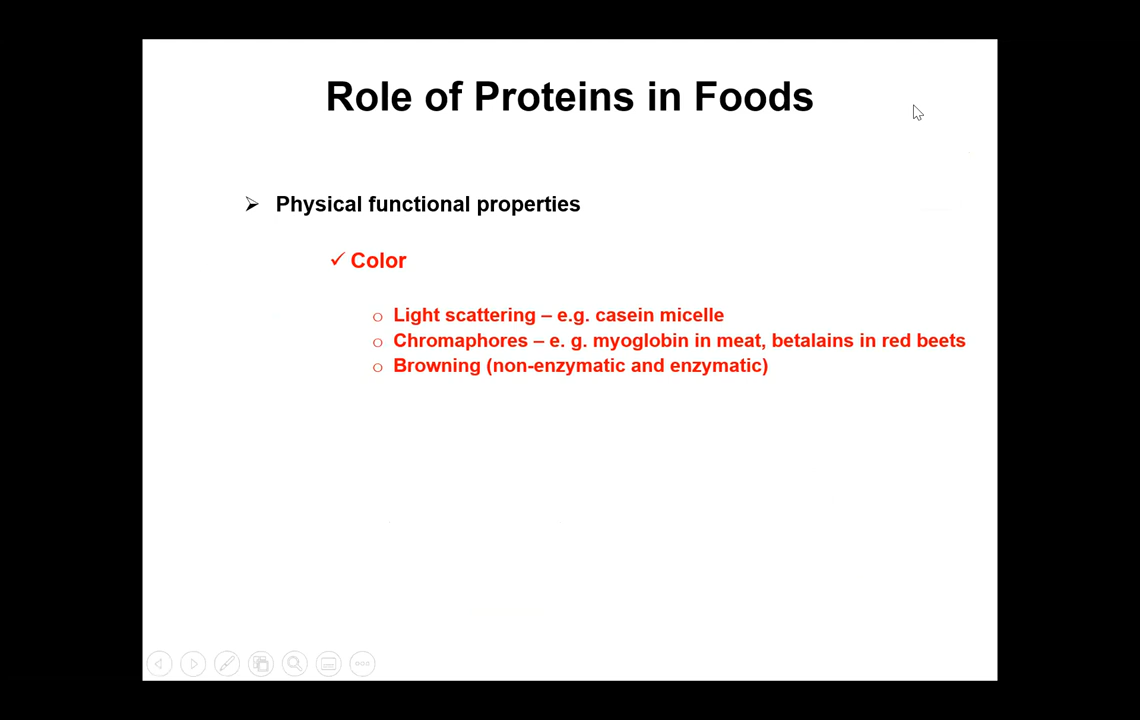 Role of Proteins in Foods
➢ Physical functional properties
✓ Color
o Light scattering – e.g. casein micelle
o Chromaphores – e. g. myoglobin in meat, betalains in red beets
o Browning (non-enzymatic and enzymatic)